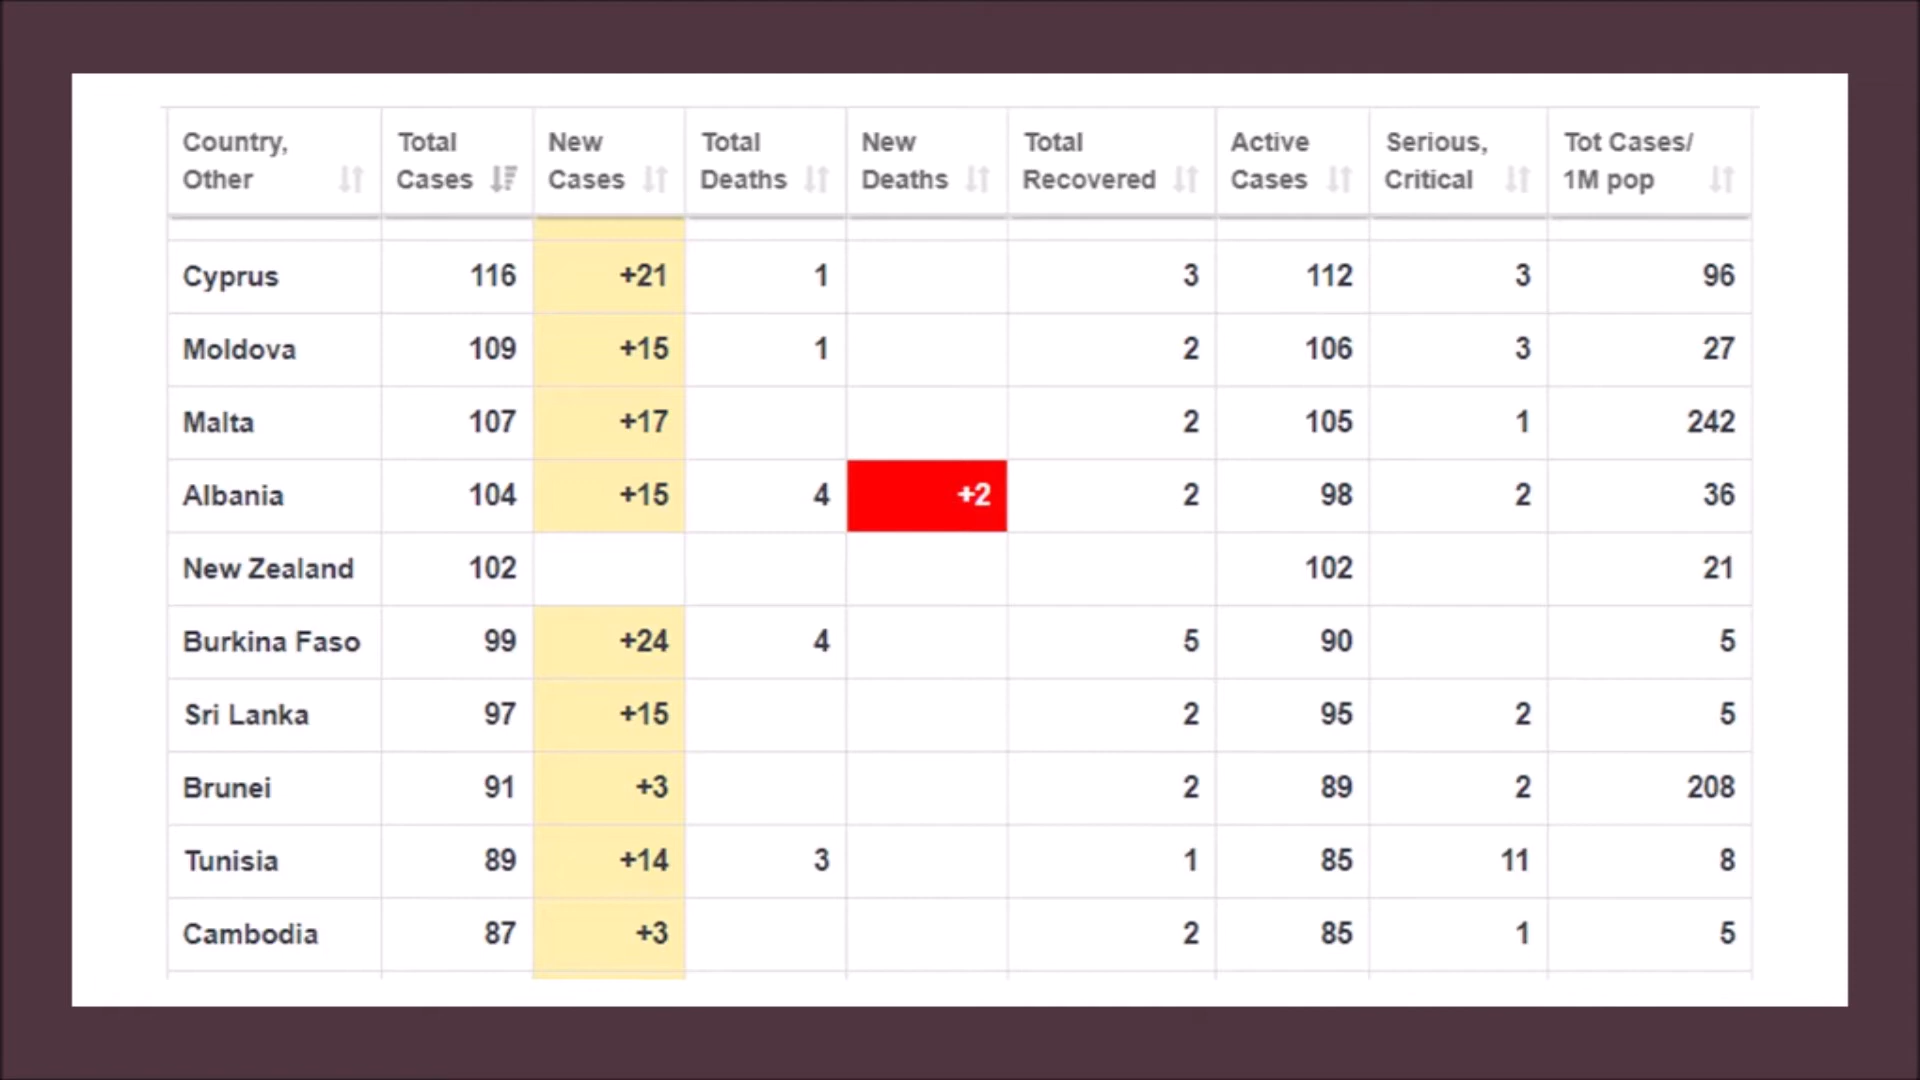 Country, Other Total Cases New Cases Total Deaths New Deaths Total Recovered Active Cases Serious, Critical Tot Cases/ 1M pop
Cyprus 116 +21 1 3 112 3 96
Moldova 109 +15 1 2 106 3 27
Malta 107 +17 2 105 1 242
Albania 104 +15 4 +2 2 98 2 36
New Zealand 102 102 21
Burkina Faso 99 +24 4 5 90 5
Sri Lanka 97 +15 2 95 2 5
Brunei 91 +3 2 89 2 208
Tunisia 89 +14 3 1 85 11 8
Cambodia 87 +3 2 85 1 5